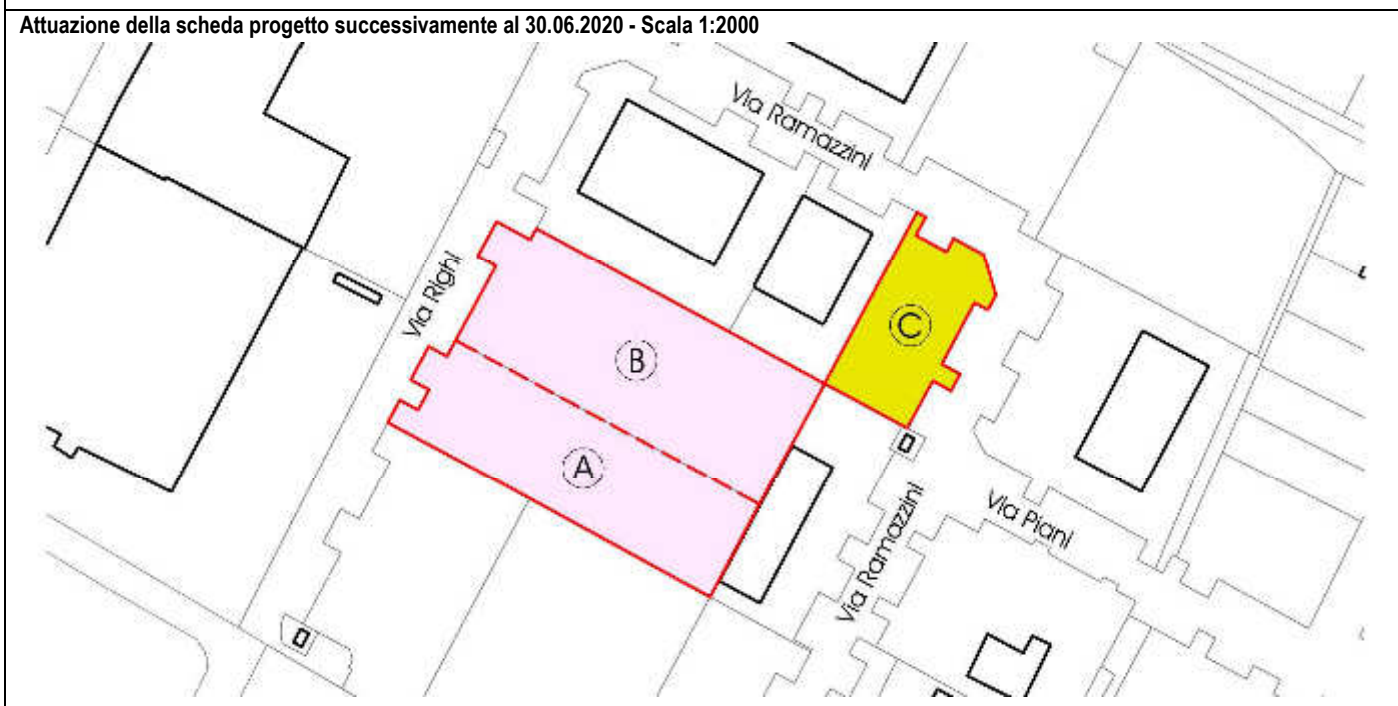 Attuazione della scheda progetto successivamente al 30.06.2020 - Scala 1:2000
Via Ramazzini
Via Righi
C
B
A
Via Ramazzini
Via Piani